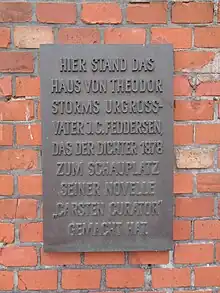 HIER STAND DAS
HAUS VON THEODOR
STORMS URGROSS-
VATER J.C. FEDDERSEN,
DAS DER DICHTER 1878
ZUM SCHAUPLATZ
SEINER NOVELLE
„CARSTEN CURATOR“
GEMACHT HAT.